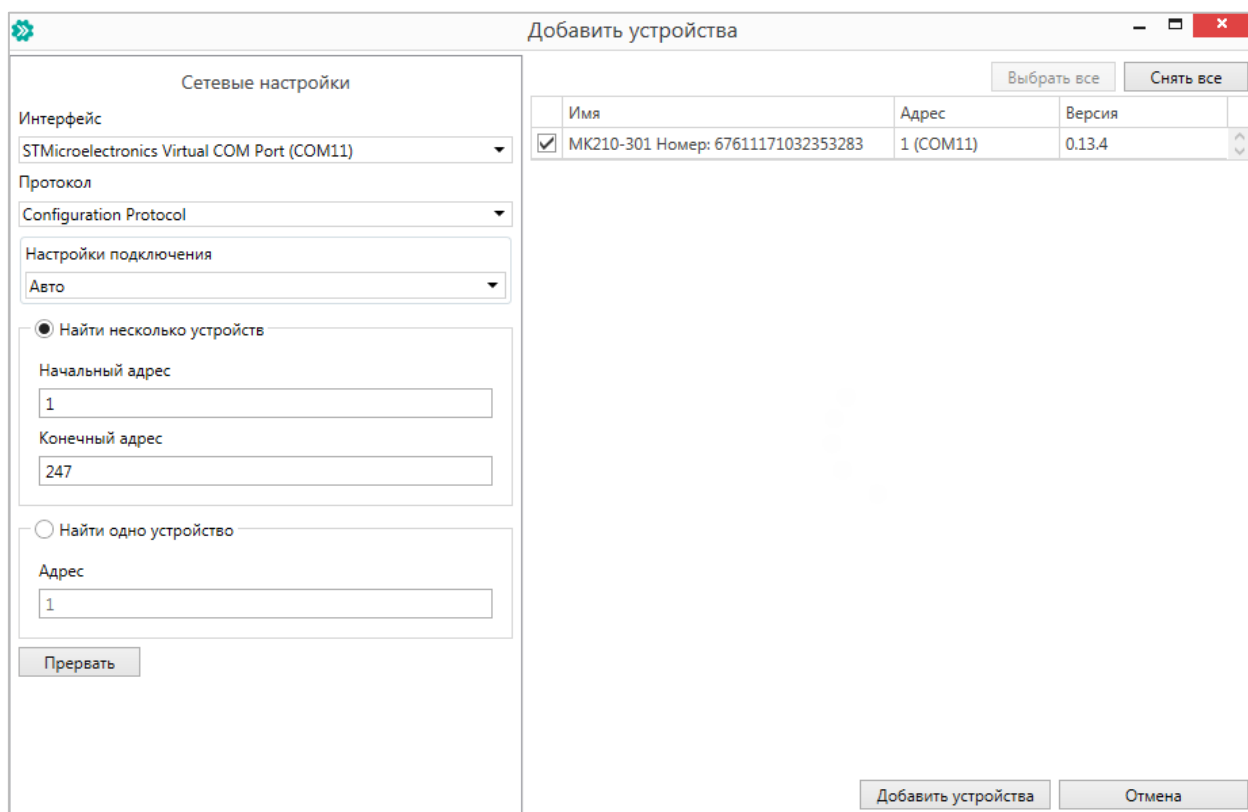 Добавить устройства
Сетевые настройки
Интерфейс
STMicroelectronics Virtual COM Port (COM11)
Протокол
Configuration Protocol
Настройки подключения
Авто
Найти несколько устройств
Начальный адрес
1
Конечный адрес
247
Найти одно устройство
Адрес
1
Прервать
Выбрать все Снять все
Имя Адрес Версия
МК210-301 Номер: 67611171032353283 1 (COM11) 0.13.4
Добавить устройства Отмена